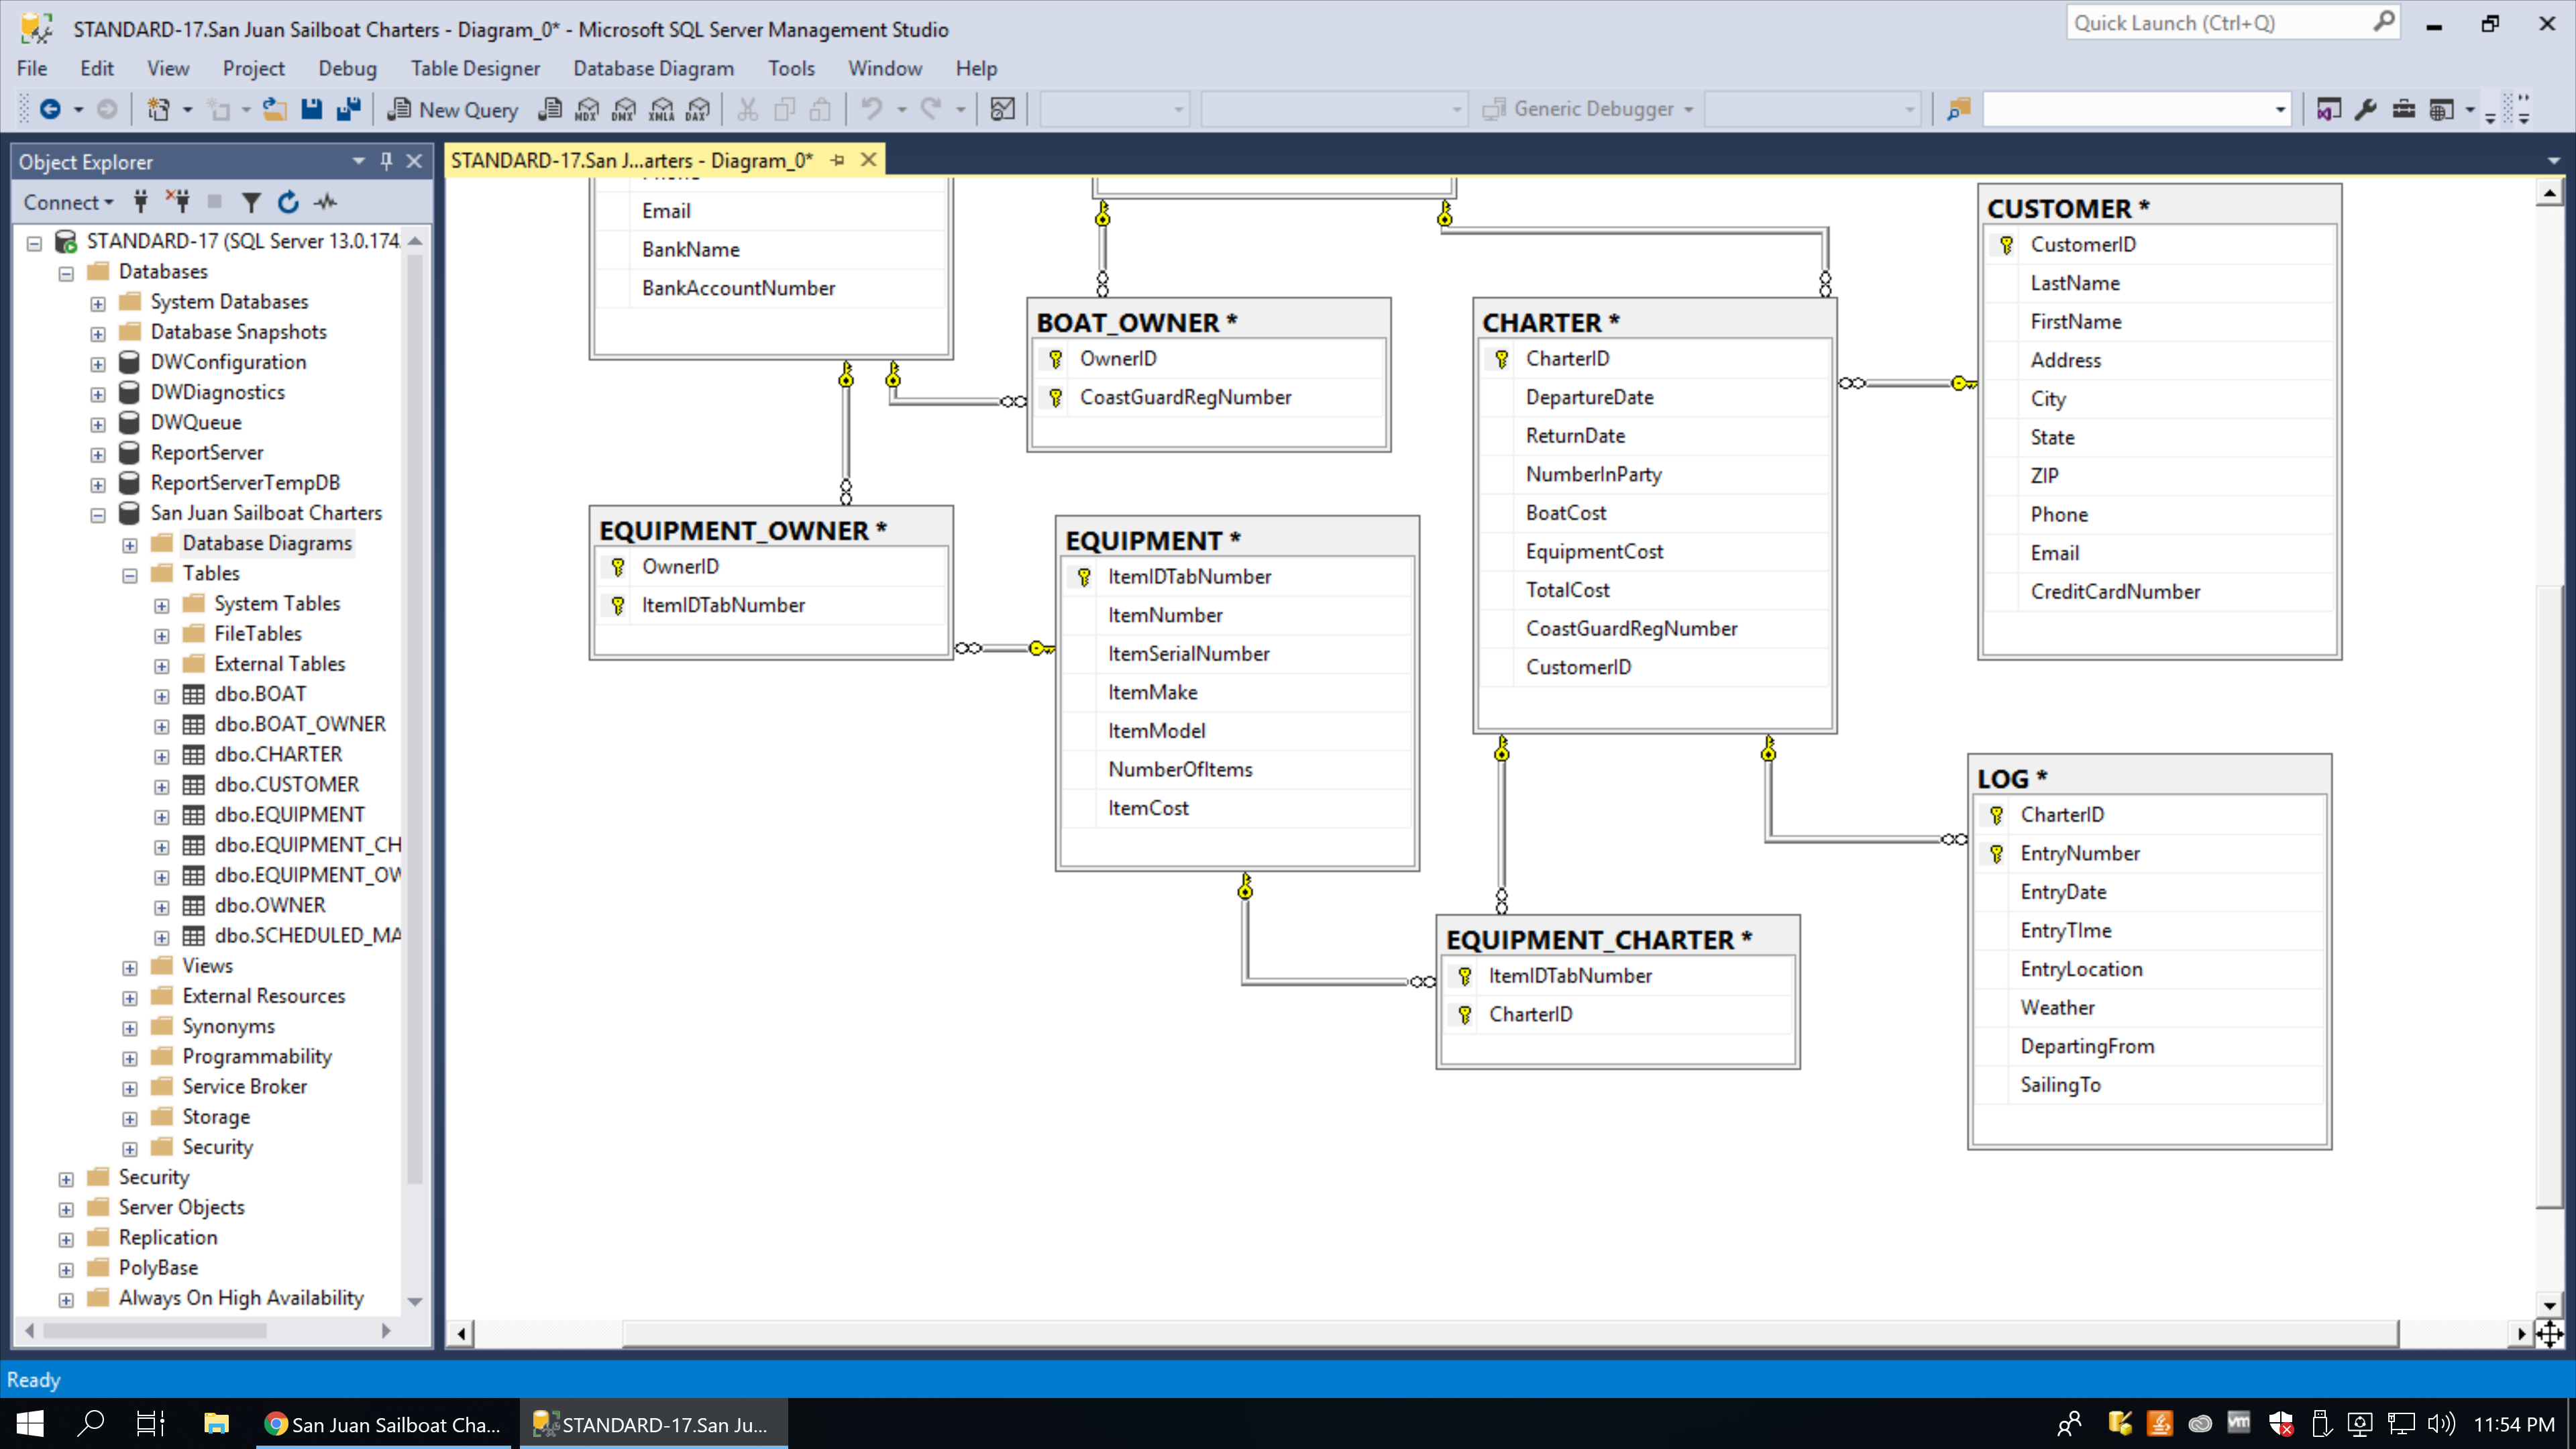 STANDARD-17.San Juan Sailboat Charters - Diagram_0* - Microsoft SQL Server Management Studio
Quick Launch (Ctrl+Q)
File Edit View Project Debug Table Designer Database Diagram Tools Window Help
New Query MDX DMX XMLA DAX Generic Debugger
Object Explorer
Connect
STANDARD-17 (SQL Server 13.0.174
Databases
System Databases
Database Snapshots
DWConfiguration
DWDiagnostics
DWQueue
ReportServer
ReportServerTempDB
San Juan Sailboat Charters
Database Diagrams
Tables
System Tables
FileTables
External Tables
dbo.BOAT
dbo.BOAT_OWNER
dbo.CHARTER
dbo.CUSTOMER
dbo.EQUIPMENT
dbo.EQUIPMENT_CH
dbo.EQUIPMENT_OW
dbo.OWNER
dbo.SCHEDULED_MA
Views
External Resources
Synonyms
Programmability
Service Broker
Storage
Security
Security
Server Objects
Replication
PolyBase
Always On High Availability
STANDARD-17.San J...arters - Diagram_0*
Email
BankName
BankAccountNumber
BOAT_OWNER *
OwnerID
CoastGuardRegNumber
EQUIPMENT_OWNER *
OwnerID
ItemIDTabNumber
EQUIPMENT *
ItemIDTabNumber
ItemNumber
ItemSerialNumber
ItemMake
ItemModel
NumberOfItems
ItemCost
CHARTER *
CharterID
DepartureDate
ReturnDate
NumberInParty
BoatCost
EquipmentCost
TotalCost
CoastGuardRegNumber
CustomerID
EQUIPMENT_CHARTER *
ItemIDTabNumber
CharterID
CUSTOMER *
CustomerID
LastName
FirstName
Address
City
State
ZIP
Phone
Email
CreditCardNumber
LOG *
CharterID
EntryNumber
EntryDate
EntryTIme
EntryLocation
Weather
DepartingFrom
SailingTo
Ready
San Juan Sailboat Cha...
STANDARD-17.San Ju...
vm
11:54 PM